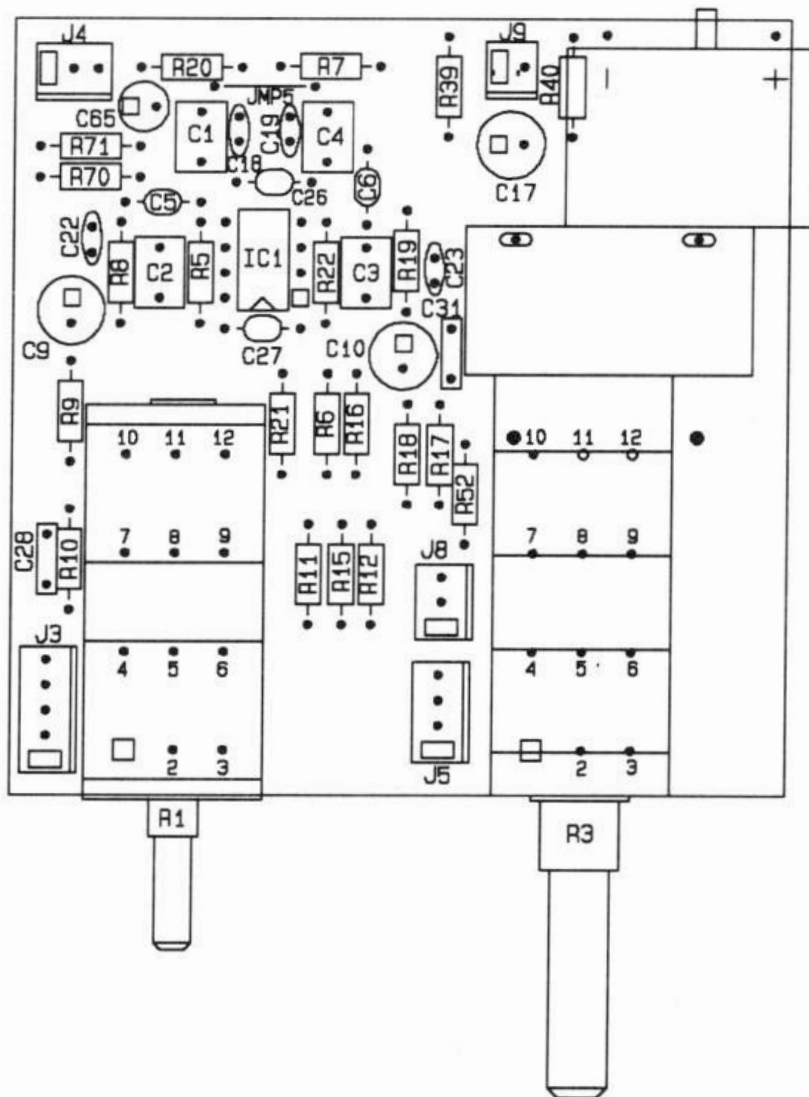 J4
J9
R20
R7
R39
R40
-
+
C65
JMP5
C1
C18
C19
C4
R71
R70
C6
C17
C5
C26
C22
R8
C2
R5
IC1
R22
C3
R19
C23
C31
C9
C27
C10
R9
R21
R6
R16
R18
R17
R52
10 11 12
10 11 12
7 8 9
7 8 9
C28
R10
R11
R15
R12
J8
J3
4 5 6
4 5 6
2 3
2 3
J5
R1
R3